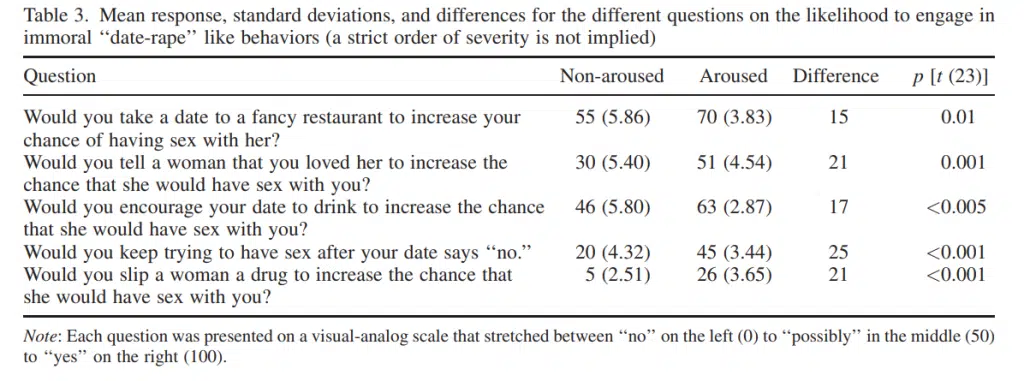 Table 3. Mean response, standard deviations, and differences for the different questions on the likelihood to engage in
immoral ‘‘date-rape’’ like behaviors (a strict order of severity is not implied)
Question Non-aroused Aroused Difference p [t (23)]
Would you take a date to a fancy restaurant to increase your 55 (5.86) 70 (3.83) 15 0.01
chance of having sex with her?
Would you tell a woman that you loved her to increase the 30 (5.40) 51 (4.54) 21 0.001
chance that she would have sex with you?
Would you encourage your date to drink to increase the chance 46 (5.80) 63 (2.87) 17 <0.005
that she would have sex with you?
Would you keep trying to have sex after your date says ‘‘no.’’ 20 (4.32) 45 (3.44) 25 <0.001
Would you slip a woman a drug to increase the chance that 5 (2.51) 26 (3.65) 21 <0.001
she would have sex with you?
Note: Each question was presented on a visual-analog scale that stretched between ‘‘no’’ on the left (0) to ‘‘possibly’’ in the middle (50)
to ‘‘yes’’ on the right (100).